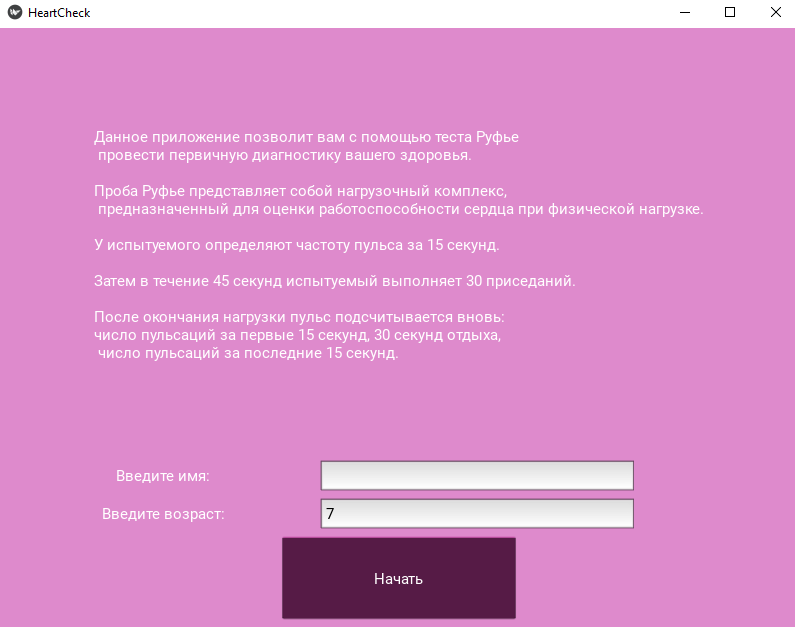 HeartCheck
Данное приложение позволит вам с помощью теста Руфье
провести первичную диагностику вашего здоровья.
Проба Руфье представляет собой нагрузочный комплекс,
предназначенный для оценки работоспособности сердца при физической нагрузке.
У испытуемого определяют частоту пульса за 15 секунд.
Затем в течение 45 секунд испытуемый выполняет 30 приседаний.
После окончания нагрузки пульс подсчитывается вновь:
число пульсаций за первые 15 секунд, 30 секунд отдыха,
число пульсаций за последние 15 секунд.
Введите имя:
Введите возраст: 7
Начать